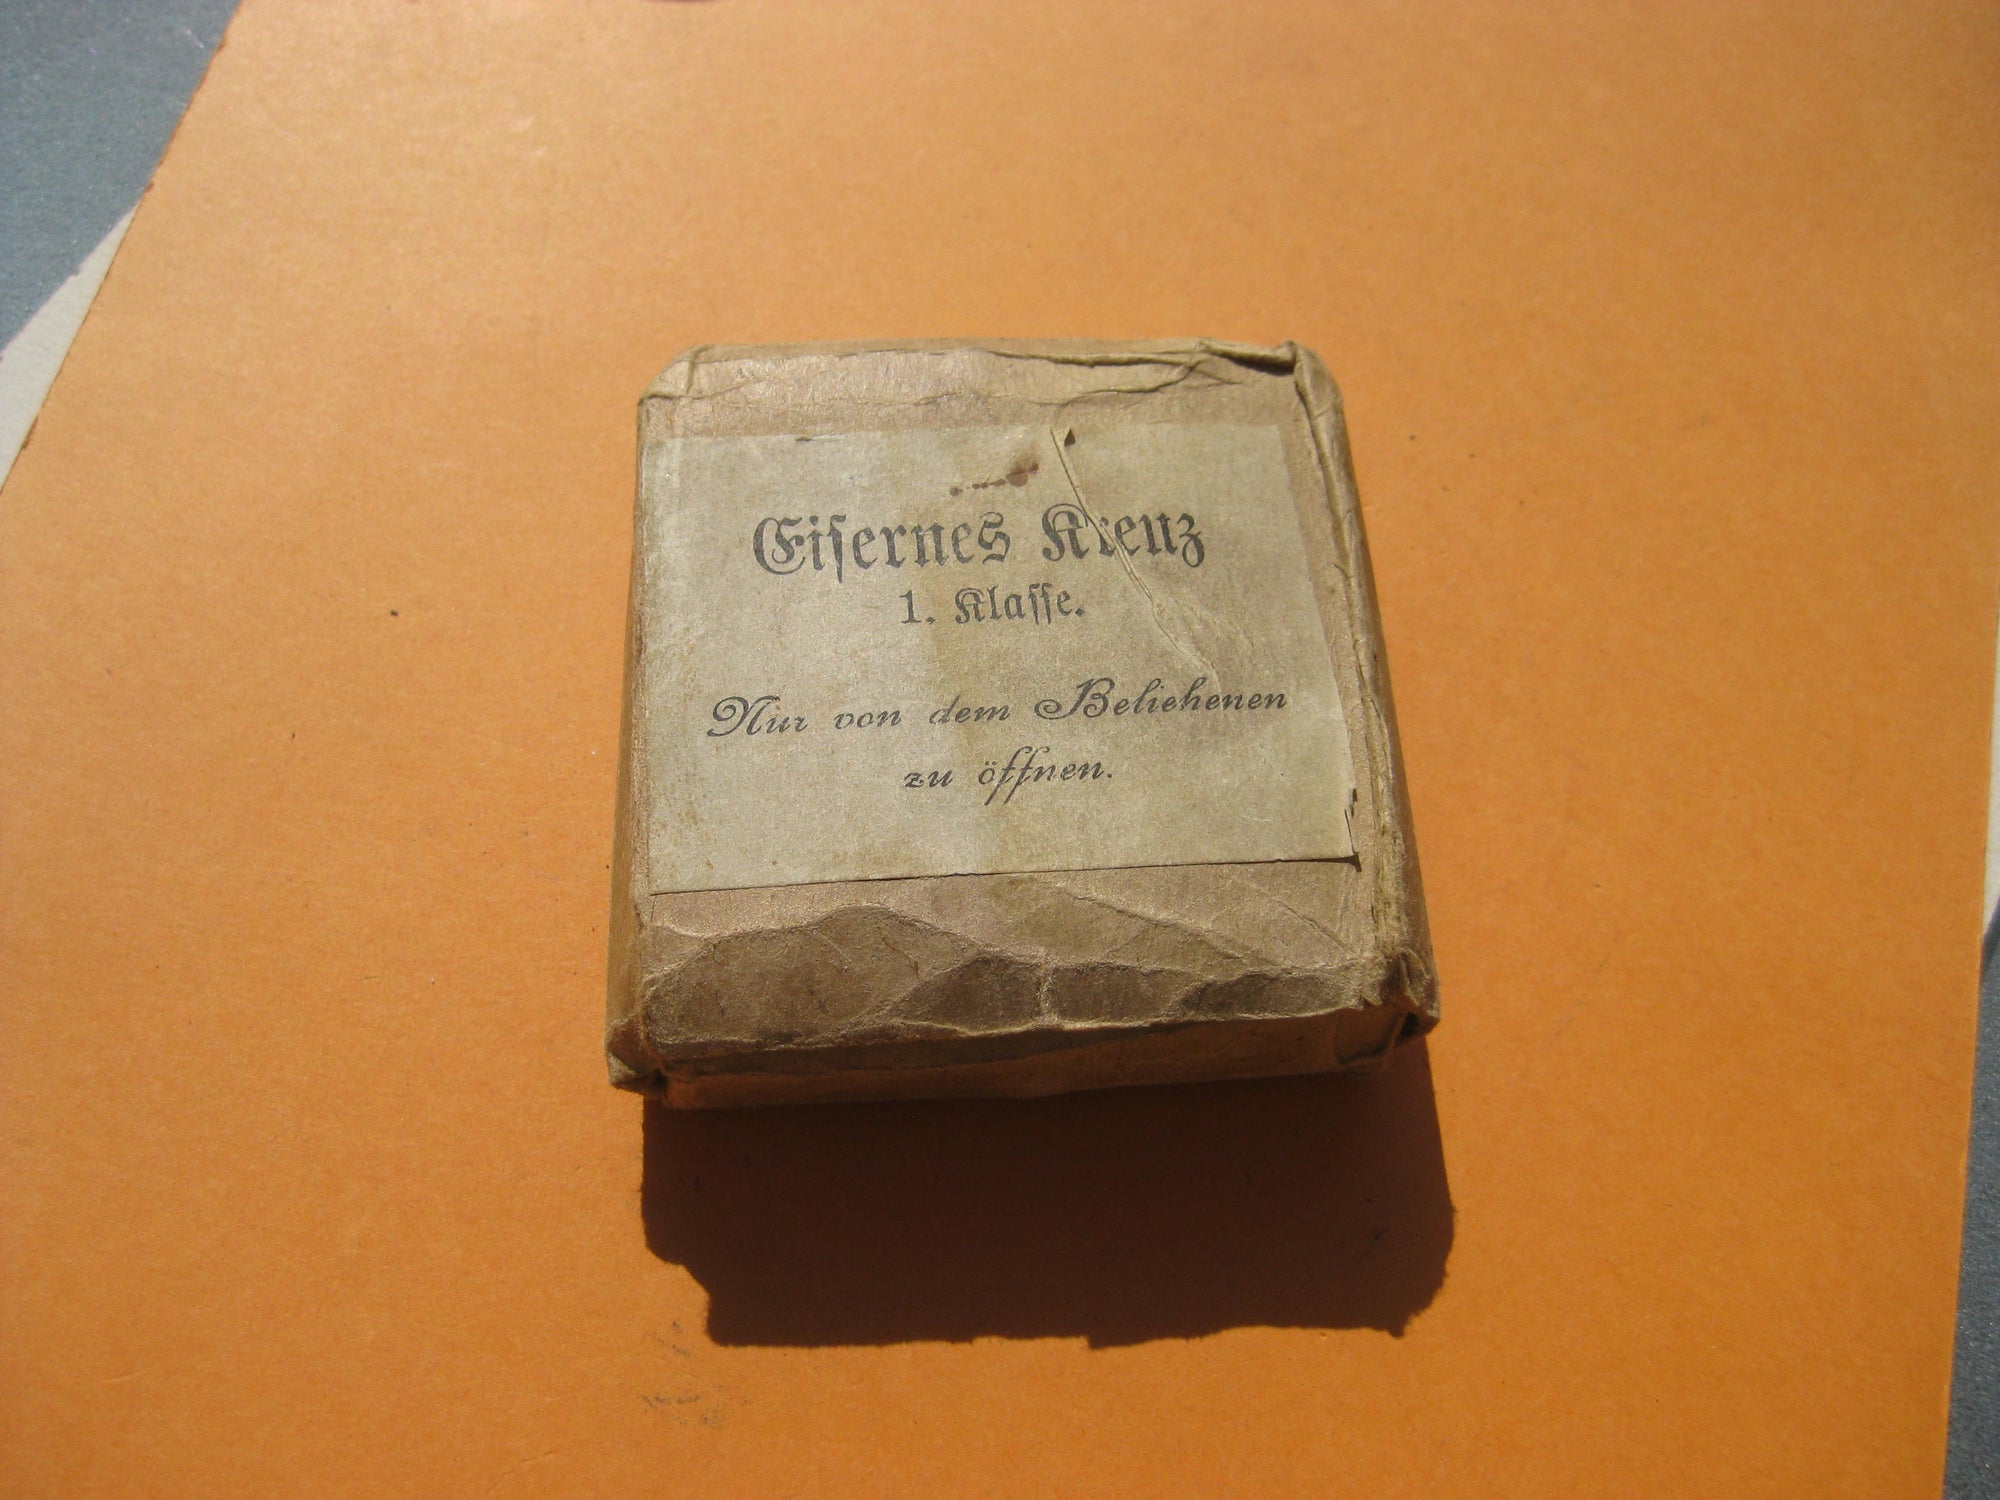 Eiſernes Kreuz
1. Klaſſe.
Nur von dem Beliehenen
zu öffnen.